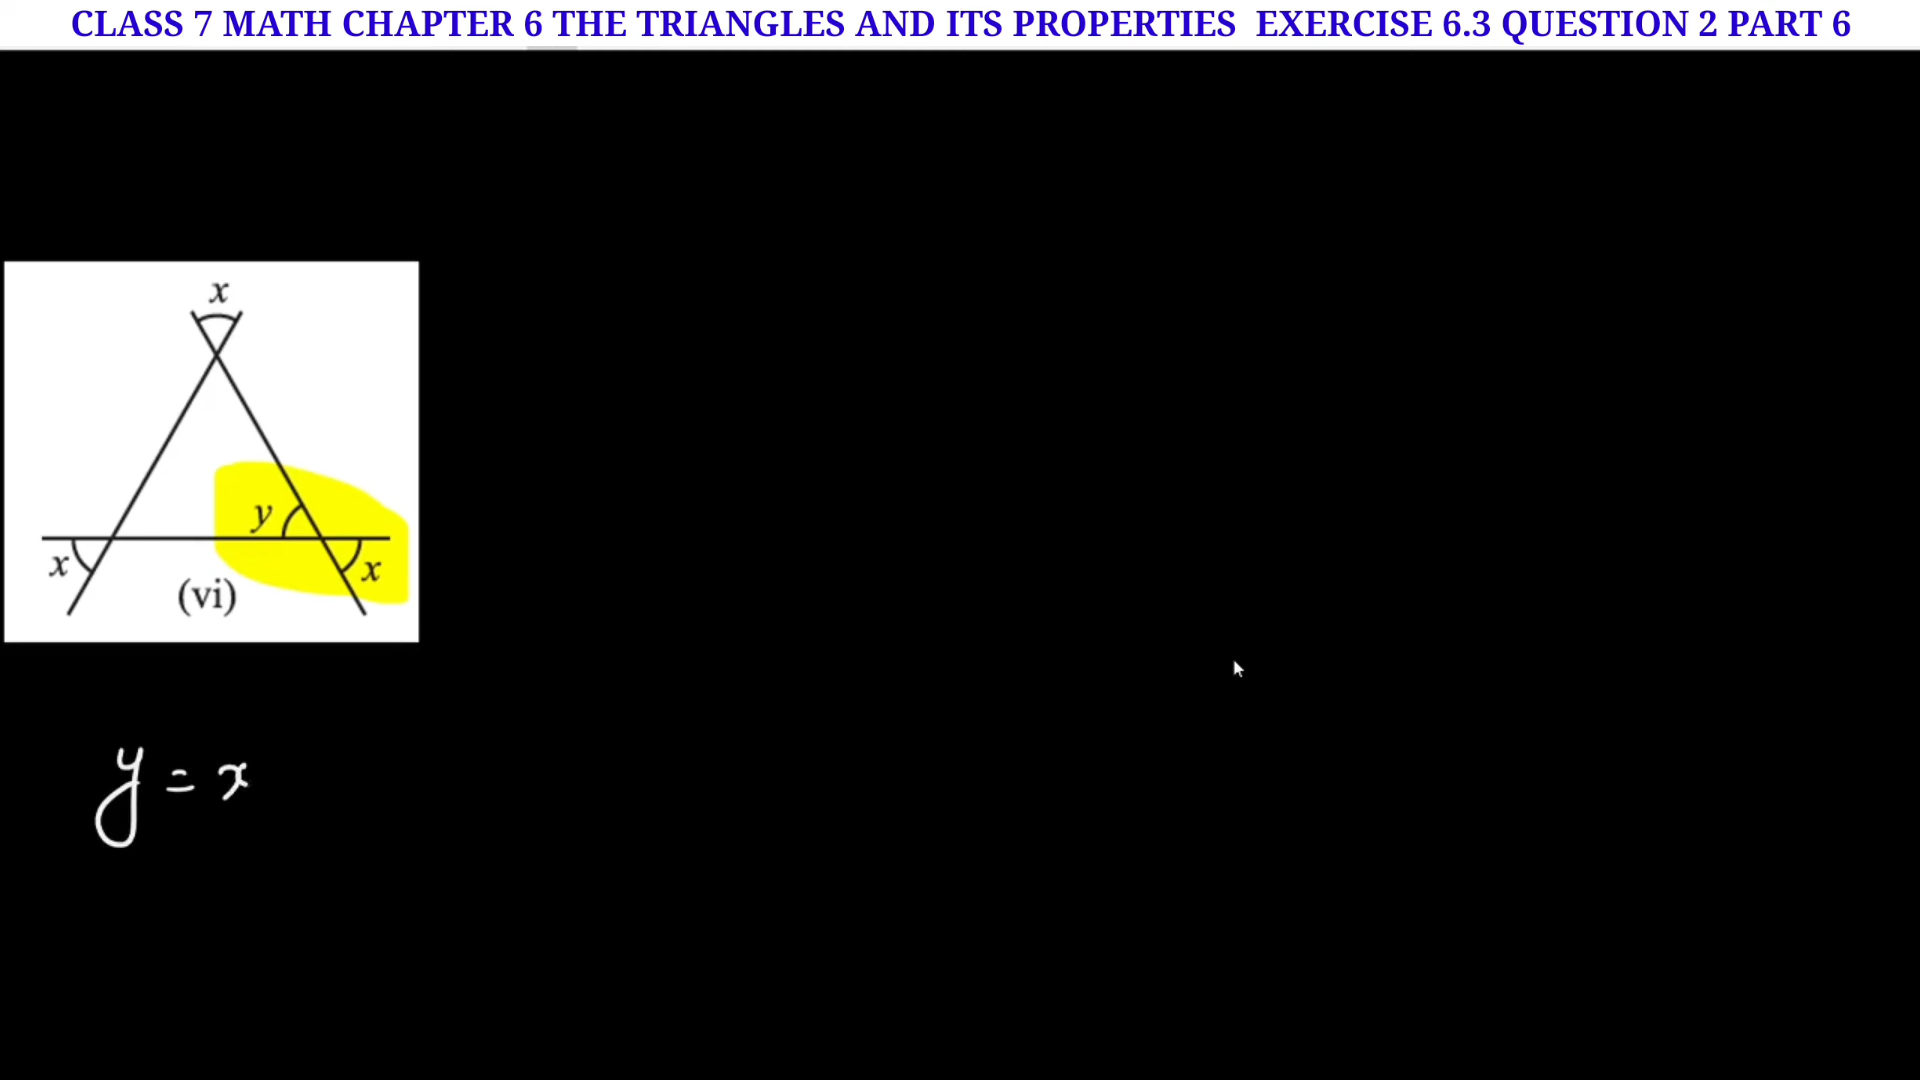 CLASS 7 MATH CHAPTER 6 THE TRIANGLES AND ITS PROPERTIES EXERCISE 6.3 QUESTION 2 PART 6
x
y
x
x
(vi)
y = x